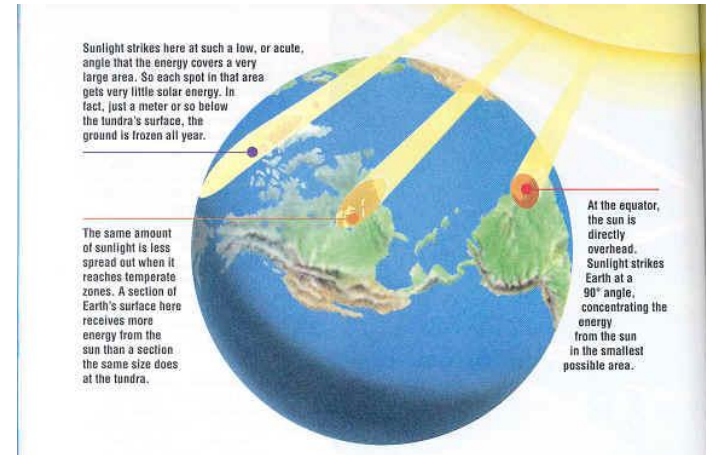 Sunlight strikes here at such a low, or acute,
angle that the energy covers a very
large area. So each spot in that area
gets very little solar energy. In
fact, just a meter or so below
the tundra's surface, the
ground is frozen all year.
The same amount
of sunlight is less
spread out when it
reaches temperate
zones. A section of
Earth's surface here
receives more
energy from the
sun than a section
the same size does
at the tundra.
At the equator,
the sun is
directly
overhead.
Sunlight strikes
Earth at a
90° angle,
concentrating the
energy
from the sun
in the smallest
possible area.